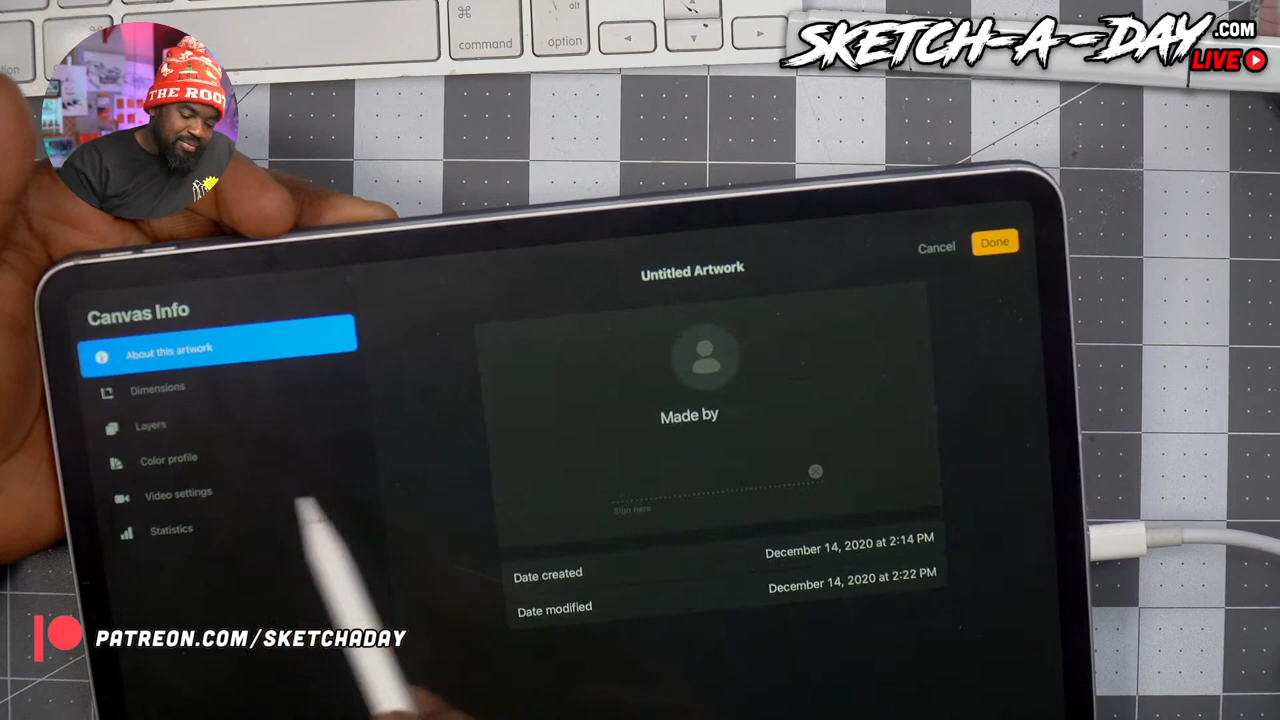 command
alt
option
SKETCH-A-DAY.COM
LIVE
THE ROO
Untitled Artwork
Cancel
Done
Canvas Info
About this artwork
Dimensions
Layers
Color profile
Video settings
Statistics
Made by
Sign here
Date created
December 14, 2020 at 2:14 PM
Date modified
December 14, 2020 at 2:22 PM
PATREON.COM/SKETCHADAY